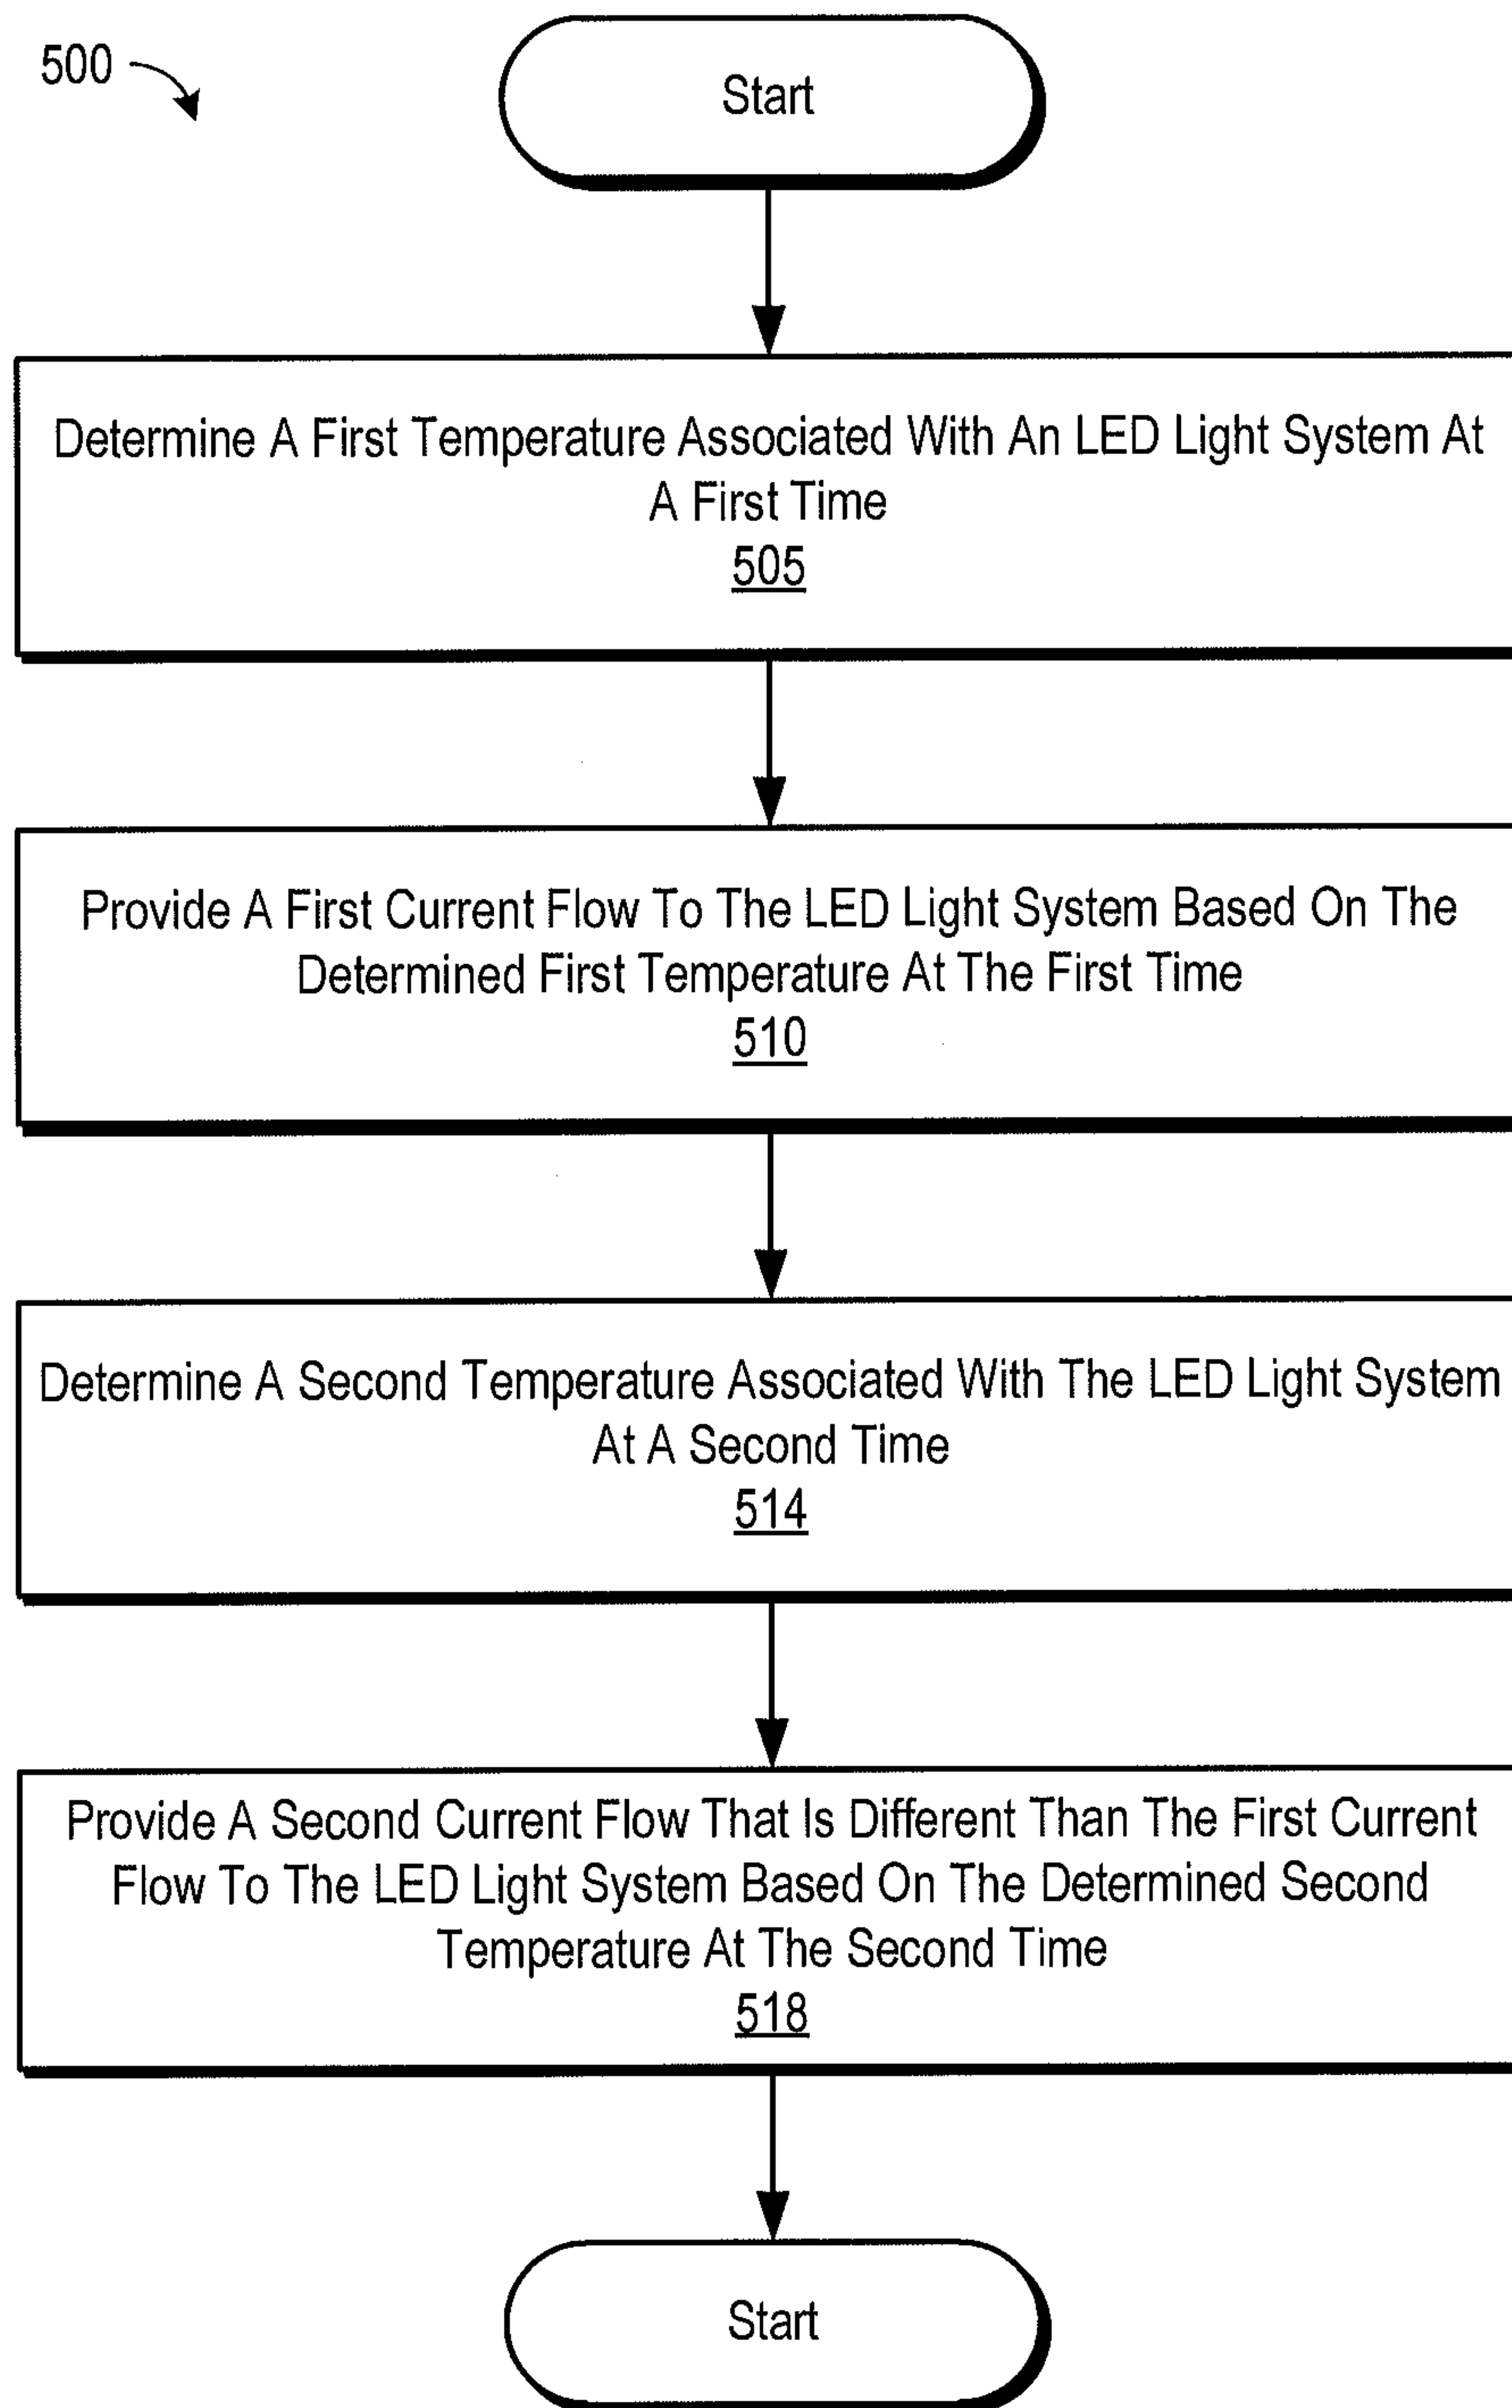 500
Start
Determine A First Temperature Associated With An LED Light System At
A First Time
505
Provide A First Current Flow To The LED Light System Based On The
Determined First Temperature At The First Time
510
Determine A Second Temperature Associated With The LED Light System
At A Second Time
514
Provide A Second Current Flow That Is Different Than The First Current
Flow To The LED Light System Based On The Determined Second
Temperature At The Second Time
518
Start